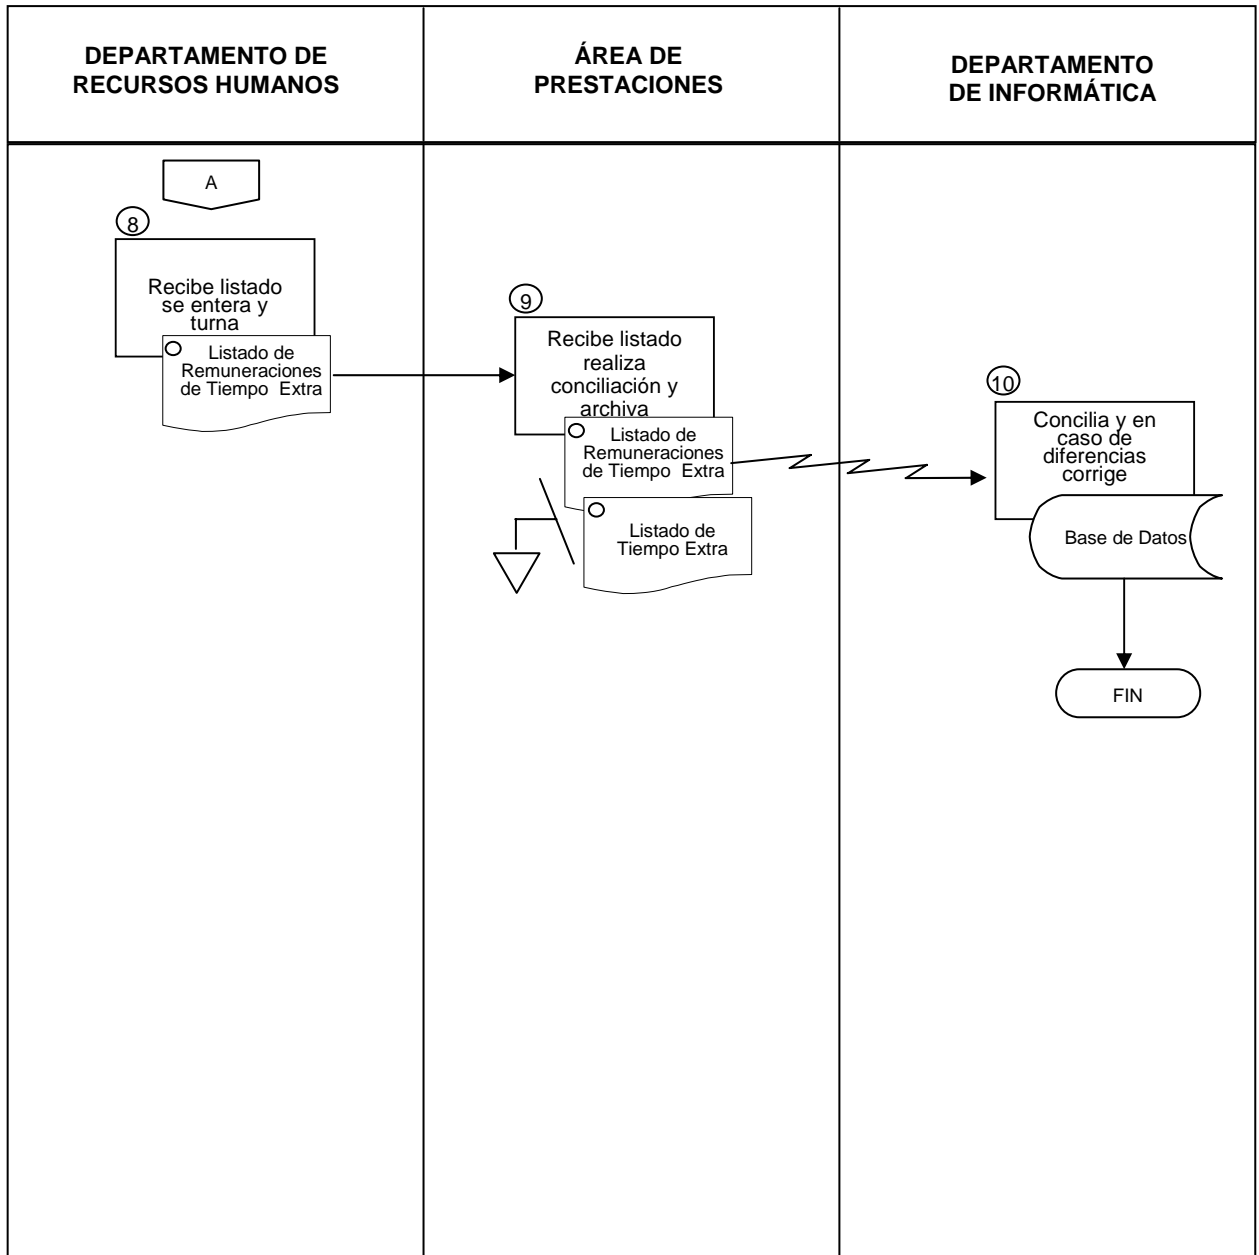 DEPARTAMENTO DE
RECURSOS HUMANOS
ÁREA DE
PRESTACIONES
DEPARTAMENTO
DE INFORMÁTICA
A
8
Recibe listado
se entera y
turna
Listado de
Remuneraciones
de Tiempo Extra
9
Recibe listado
realiza
conciliación y
archiva
Listado de
Remuneraciones
de Tiempo Extra
Listado de
Tiempo Extra
10
Concilia y en
caso de
diferencias
corrige
Base de Datos
FIN